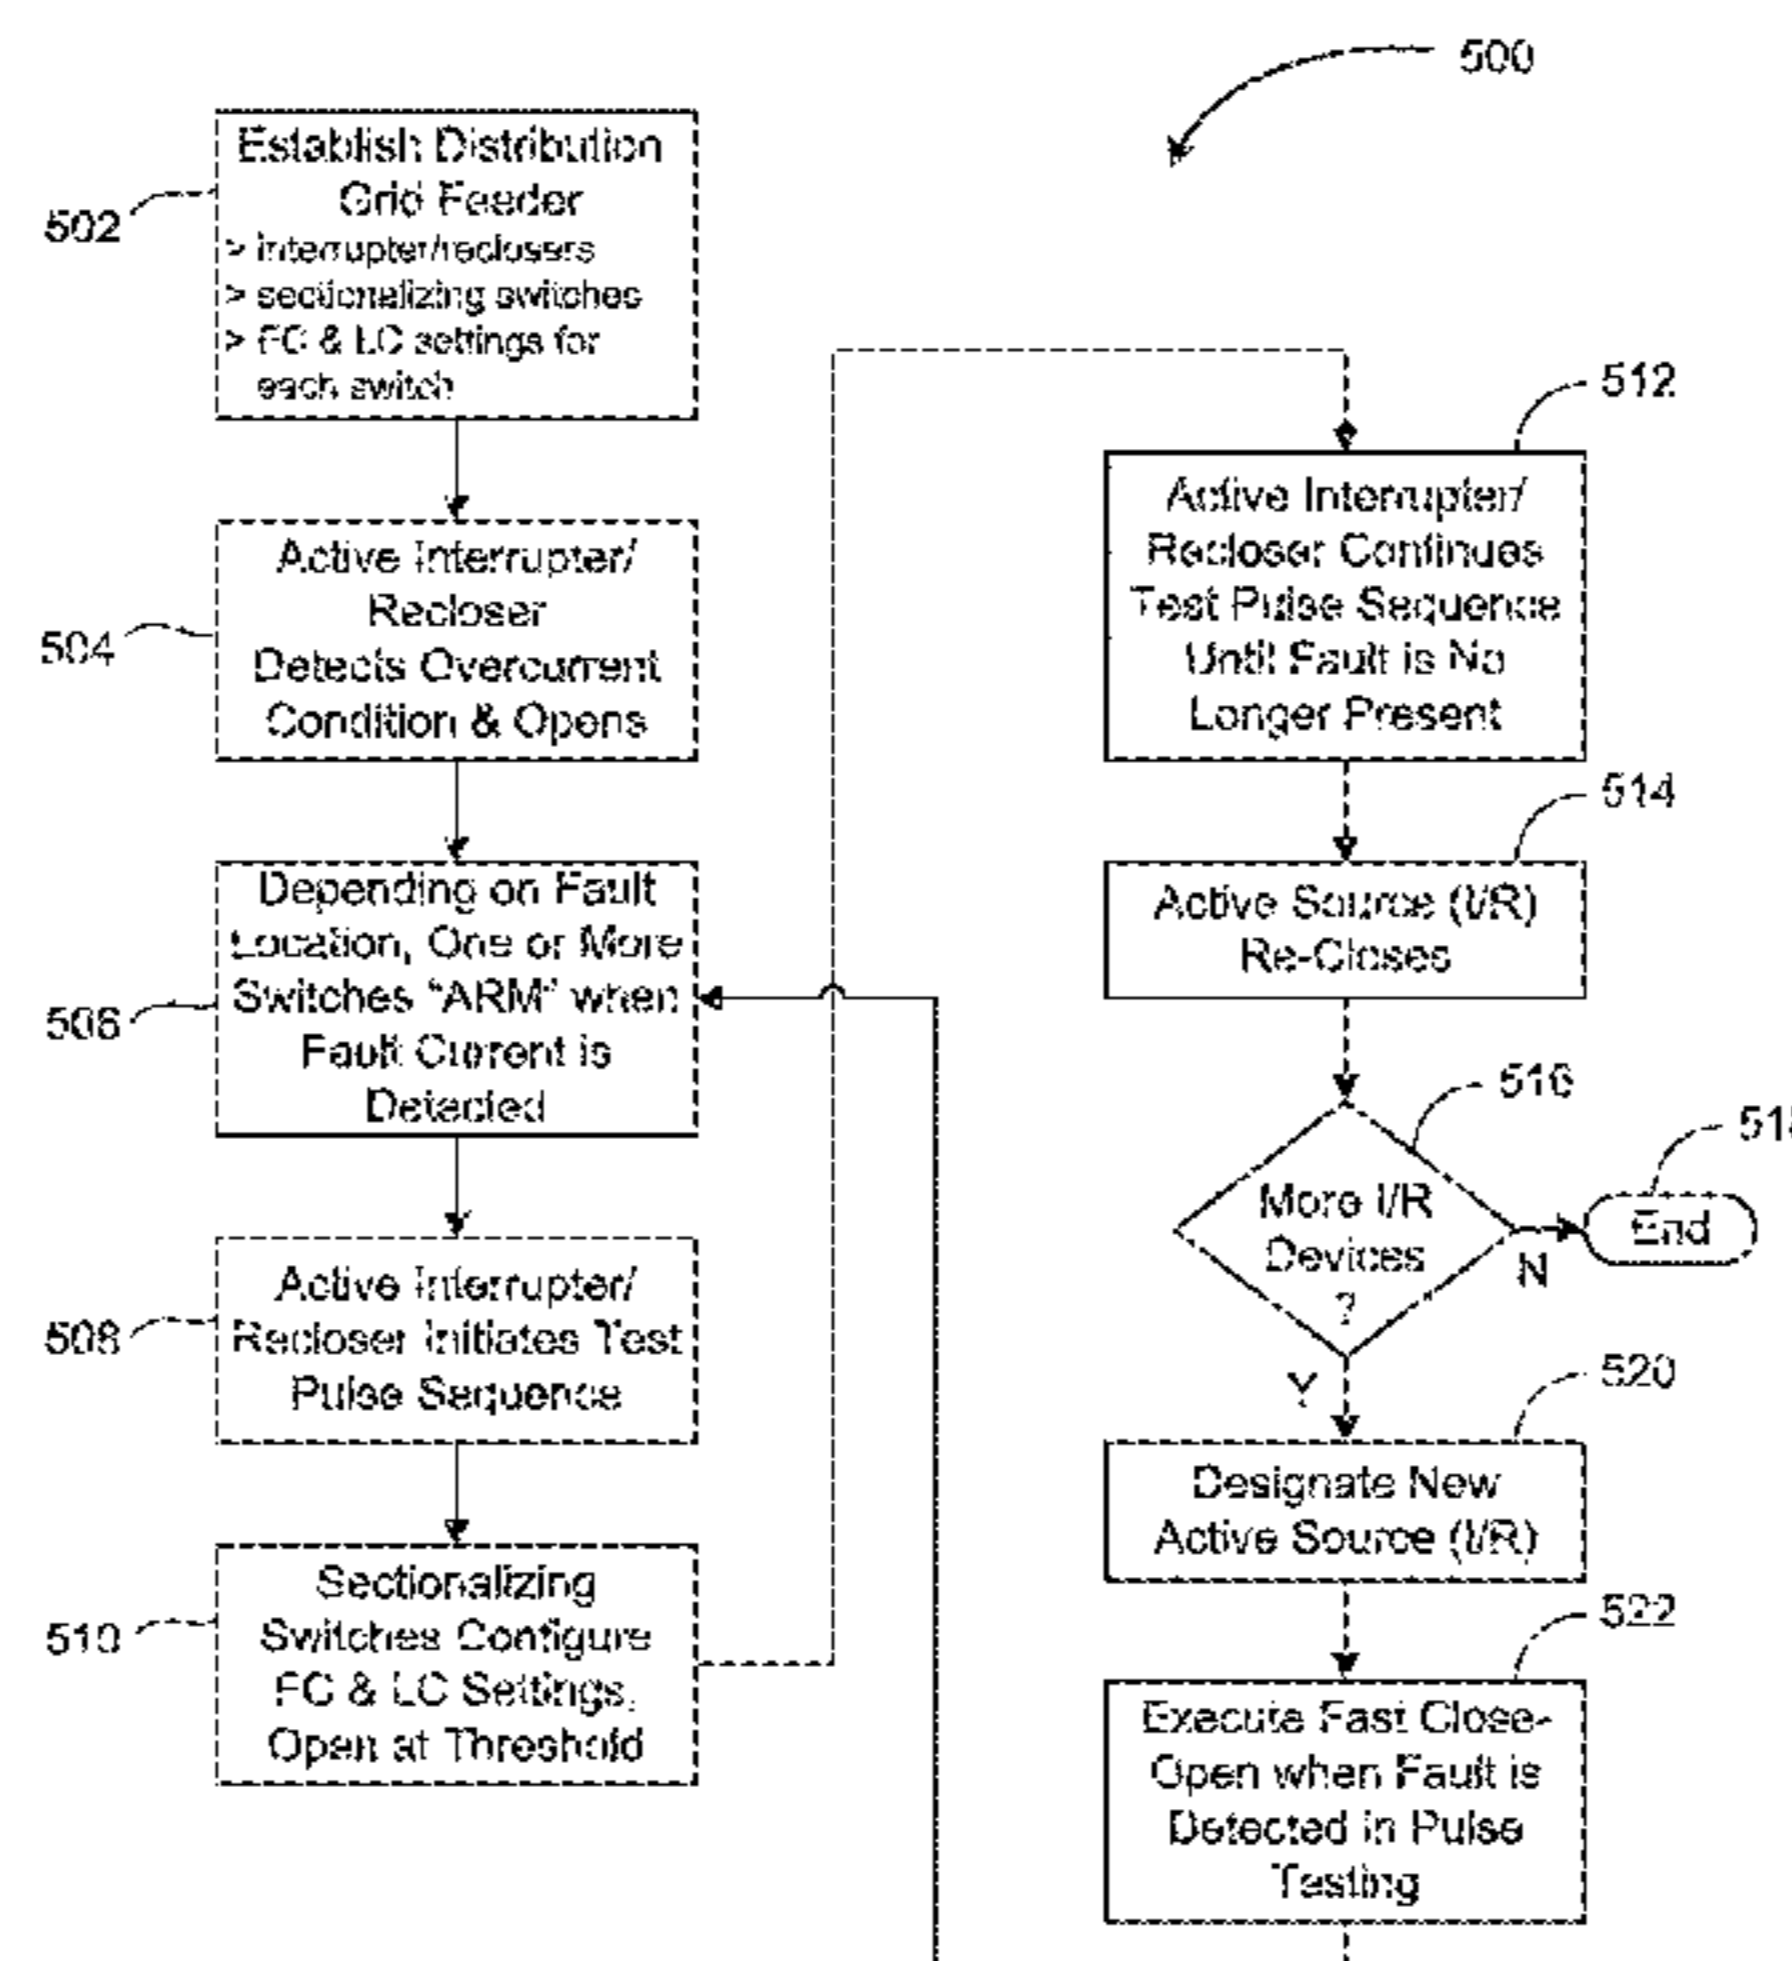 500
502
Establish Distribution
Grid Feeder
> interrupter/reclosers
> sectionalizing switches
> FC & LC settings for
each switch
504
Active Interrupter/
Recloser
Detects Overcurrent
Condition & Opens
506
Depending on Fault
Location, One or More
Switches "ARM" when
Fault Current is
Detected
508
Active Interrupter/
Recloser Initiates Test
Pulse Sequence
510
Sectionalizing
Switches Configure
FC & LC Settings,
Open at Threshold
512
Active Interrupter/
Recloser Continues
Test Pulse Sequence
Until Fault is No
Longer Present
514
Active Source (I/R)
Re-Closes
516
More I/R
Devices
?
N
End
Y
520
Designate New
Active Source (I/R)
522
Execute Fast Close-
Open when Fault is
Detected in Pulse
Testing